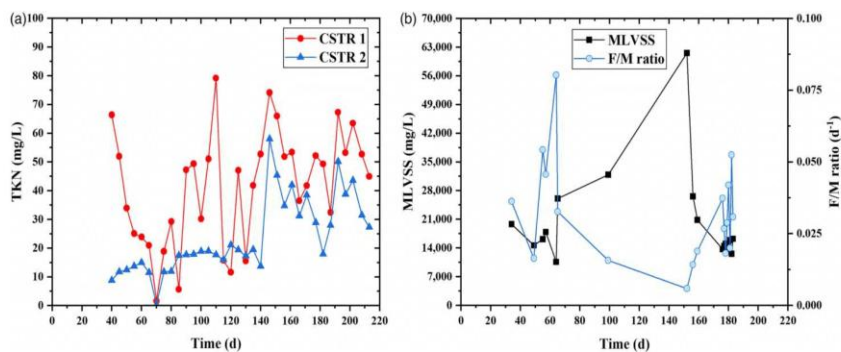 (a)
100
90
80
70
60
50
40
30
20
10
0
TKN (mg/L)
CSTR 1
CSTR 2
0 20 40 60 80 100 120 140 160 180 200 220
Time (d)
(b)
70,000
63,000
56,000
49,000
42,000
35,000
28,000
21,000
14,000
7,000
0
MLVSS (mg/L)
MLVSS
F/M ratio
0.100
0.075
0.050
0.025
0.000
F/M ratio (d-1)
0 20 40 60 80 100 120 140 160 180 200 220
Time (d)